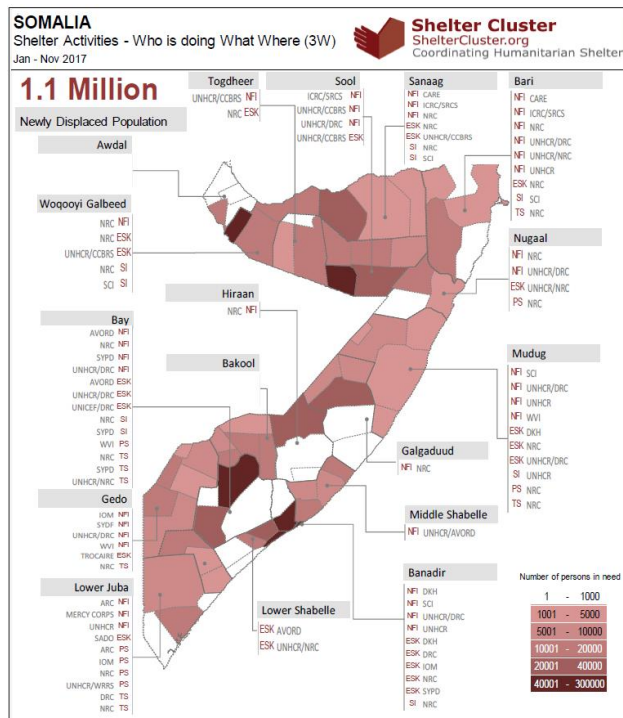 SOMALIA
Shelter Activities - Who is doing What Where (3W)
Jan - Nov 2017
Shelter Cluster
ShelterCluster.org
Coordinating Humanitarian Shelter
1.1 Million
Newly Displaced Population
Togdheer
UNHCR/CCBRS NFI
NRC ESK
Sool
ICRC/SRCS NFI
UNHCR/CCBRS NFI
UNHCR/DRC NFI
UNHCR/CCBRS ESK
Sanaag
NFI CARE
NFI ICRC/SRCS
NFI NRC
ESK NRC
ESK UNHCR/CCBRS
SI NRC
SI SCI
Bari
NFI CARE
NFI ICRC/SRCS
NFI NRC
NFI UNHCR/DRC
NFI UNHCR/NRC
NFI UNHCR
ESK NRC
SI SCI
TS NRC
Awdal
Woqooyi Galbeed
NRC NFI
NRC ESK
UNHCR/CCBRS ESK
NRC SI
SCI SI
Nugaal
NFI NRC
NFI UNHCR/DRC
ESK UNHCR/NRC
PS NRC
Hiraan
NRC NFI
Bay
AVORD NFI
NRC NFI
SYPD NFI
UNHCR/DRC NFI
AVORD ESK
UNHCR/DRC ESK
UNICEF/DRC ESK
NRC SI
SYPD SI
WVI PS
NRC TS
SYPD TS
UNHCR/NRC TS
Bakool
Mudug
NFI SCI
NFI UNHCR/DRC
NFI UNHCR
NFI WVI
ESK DKH
ESK NRC
ESK UNHCR/DRC
SI UNHCR
PS NRC
TS NRC
Galgaduud
NFI NRC
Gedo
IOM NFI
SYDF NFI
UNHCR/DRC NFI
WVI NFI
TROCAIRE ESK
NRC TS
Middle Shabelle
NFI UNHCR/AVORD
Lower Juba
ARC NFI
MERCY CORPS NFI
UNHCR NFI
SADO ESK
ARC PS
IOM PS
NRC PS
UNHCR/WRRS PS
DRC TS
NRC TS
Lower Shabelle
ESK AVORD
ESK UNHCR/NRC
Banadir
NFI DKH
NFI SCI
NFI UNHCR/DRC
NFI UNHCR
ESK DKH
ESK DRC
ESK IOM
ESK NRC
ESK SYPD
SI NRC
Number of persons in need
1 - 1000
1001 - 5000
5001 - 10000
10001 - 20000
20001 - 40000
40001 - 300000